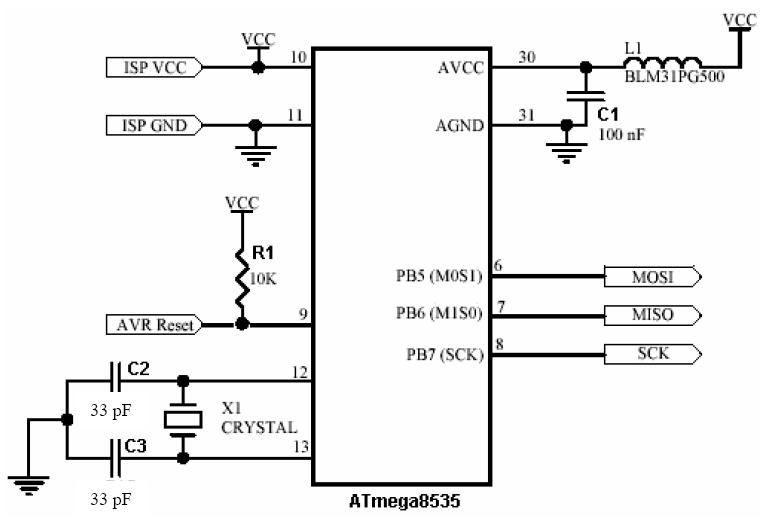 VCC
VCC
ISP VCC
10
AVCC
30
L1
BLM31PG500
ISP GND
11
AGND
31
C1
100 nF
VCC
R1
10K
AVR Reset
9
PB5 (M0S1)
6
MOSI
PB6 (M1S0)
7
MISO
PB7 (SCK)
8
SCK
C2
12
33 pF
X1
CRYSTAL
C3
13
33 pF
ATmega8535